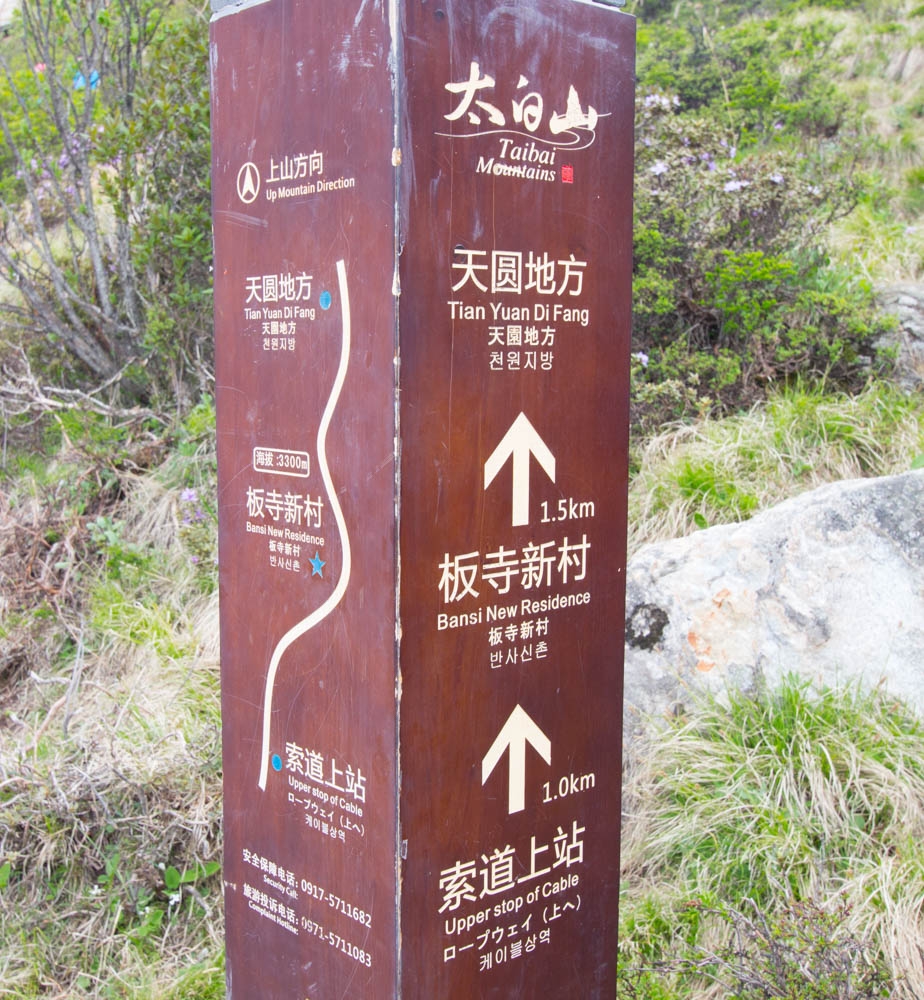 上山方向
Up Mountain Direction
天圆地方
Tian Yuan Di Fang
天園地方
천원지방
海拔:3300m
板寺新村
Bansi New Residence
板寺新村
반사신촌
索道上站
Upper stop of Cable
ロープウェイ（上へ）
케이블상역
安全保障电话：0917-5711682
Security Call:
旅游投诉电话：0971-5711083
Complaint Hotline:
太白山
Taibai
Mountains
天圆地方
Tian Yuan Di Fang
天園地方
천원지방
1.5km
板寺新村
Bansi New Residence
板寺新村
반사신촌
1.0km
索道上站
Upper stop of Cable
ロープウェイ（上へ）
케이블상역